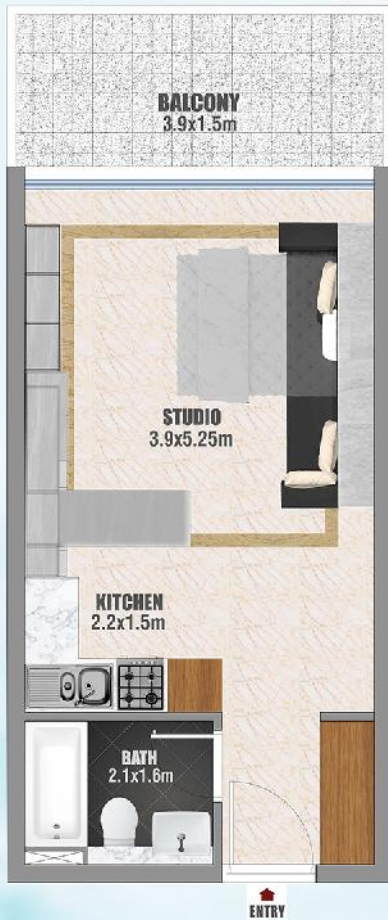 BALCONY
3.9x1.5m
STUDIO
3.9x5.25m
KITCHEN
2.2x1.5m
BATH
2.1x1.6m
ENTRY